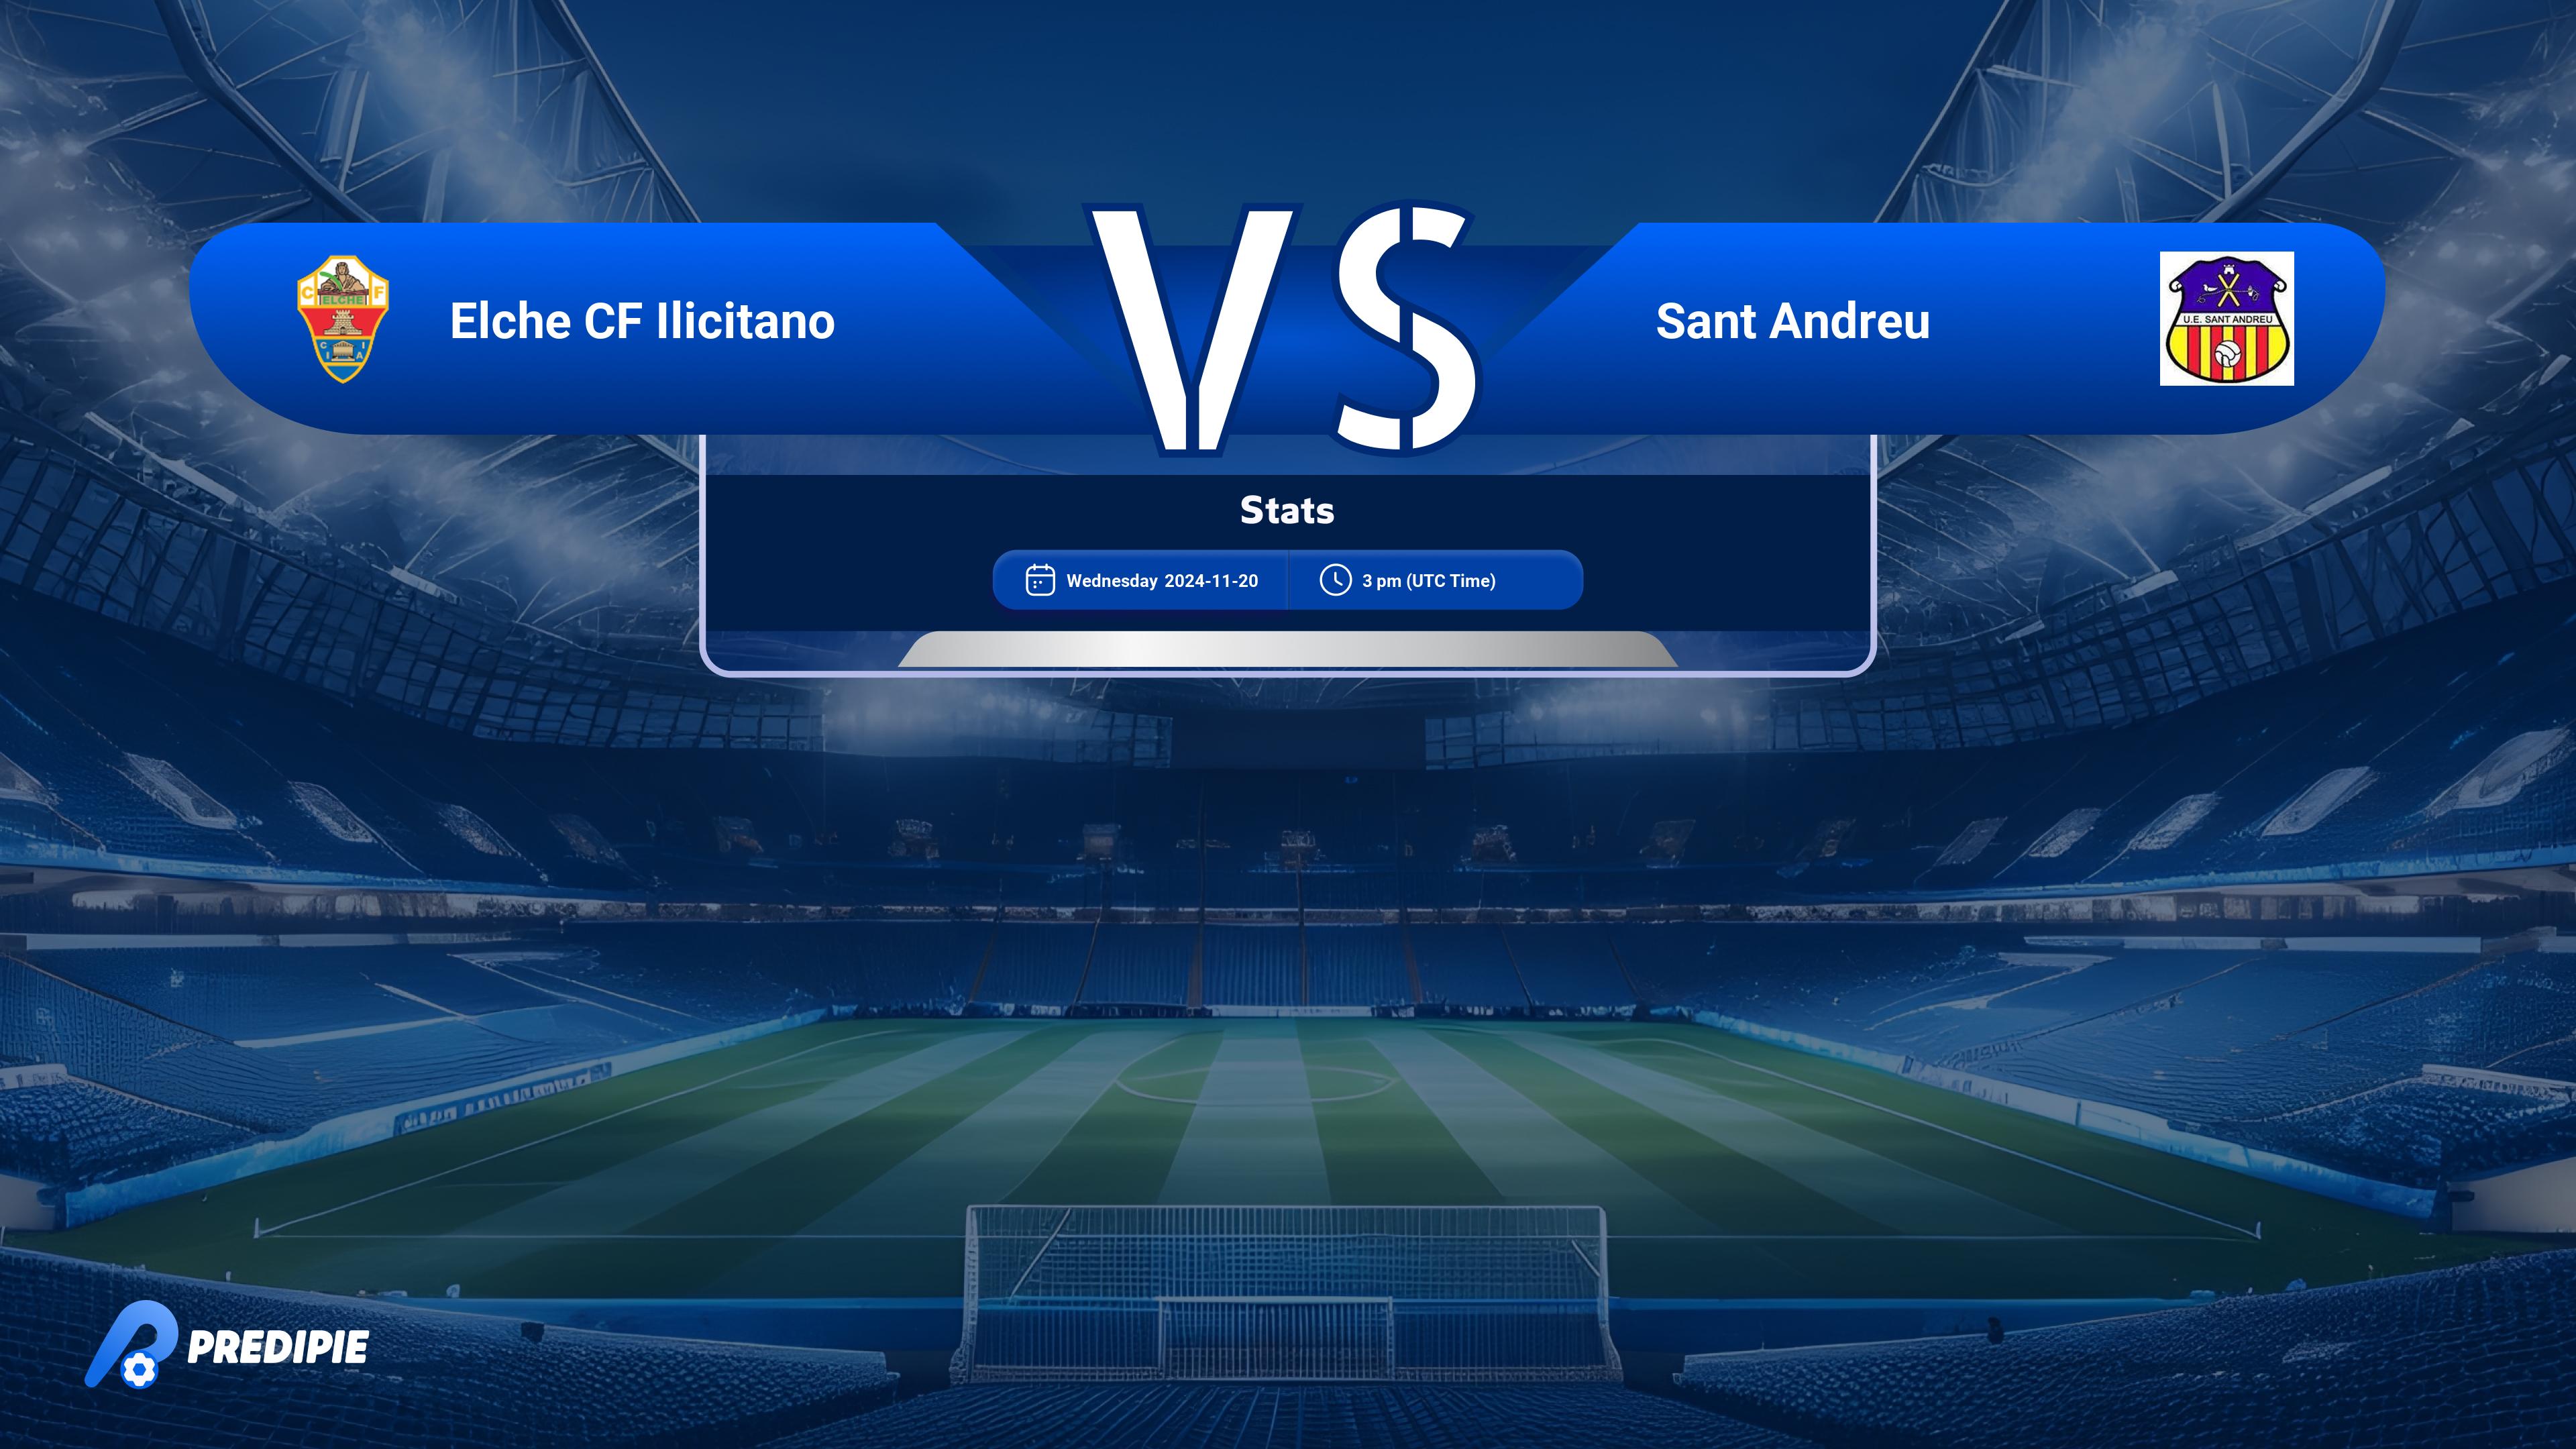 VS
Elche CF Ilicitano
Sant Andreu
C F
ELCHE
C I
I A
U.E. SANT ANDREU
Stats
Wednesday 2024-11-20
3 pm (UTC Time)
PREDIPIE